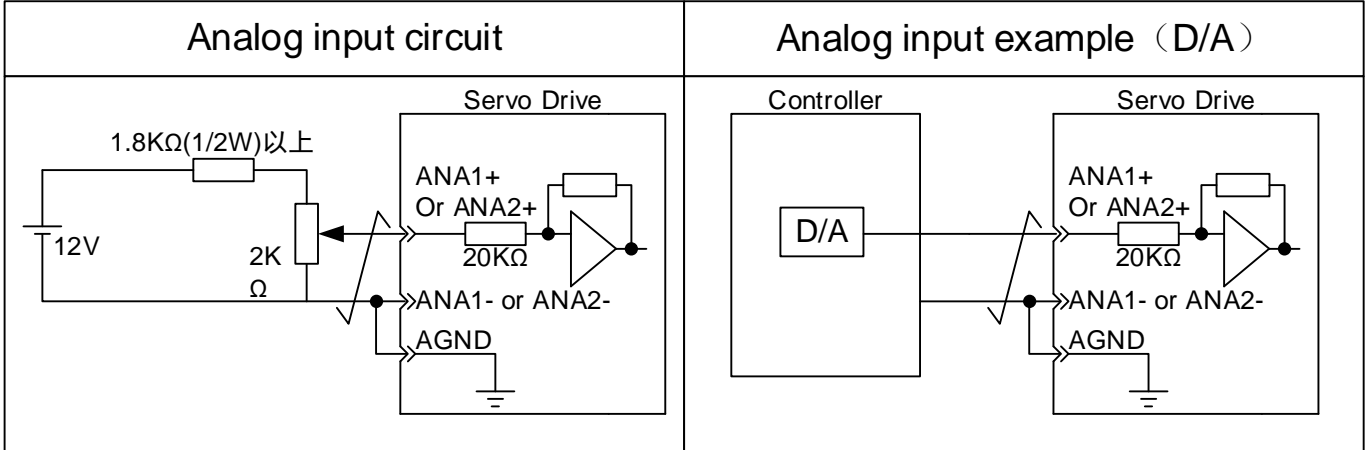 Analog input circuit
Analog input example（D/A）
Servo Drive
1.8KΩ(1/2W)以上
ANA1+
Or ANA2+
12V
2K
Ω
20KΩ
ANA1- or ANA2-
AGND
Controller
Servo Drive
ANA1+
Or ANA2+
D/A
20KΩ
ANA1- or ANA2-
AGND